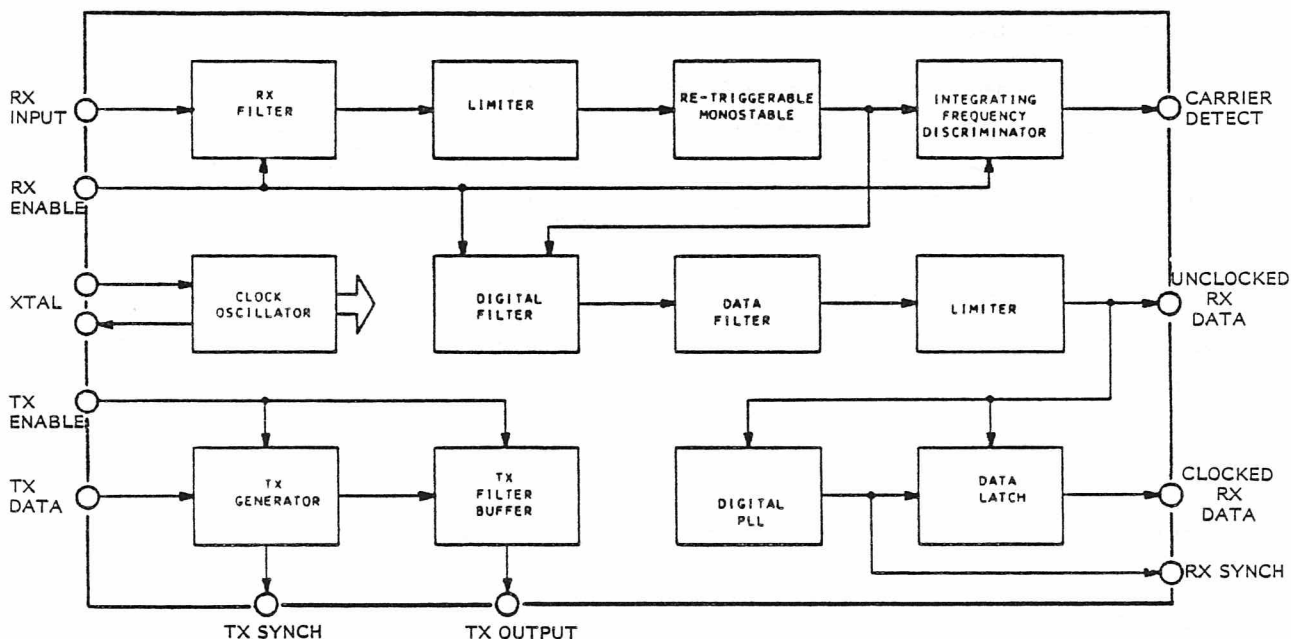 RX
INPUT
RX
FILTER
LIMITER
RE-TRIGGERABLE
MONOSTABLE
INTEGRATING
FREQUENCY
DISCRIMINATOR
CARRIER
DETECT
RX
ENABLE
XTAL
CLOCK
OSCILLATOR
DIGITAL
FILTER
DATA
FILTER
LIMITER
UNCLOCKED
RX
DATA
TX
ENABLE
TX
DATA
TX
GENERATOR
TX
FILTER
BUFFER
DIGITAL
PLL
DATA
LATCH
CLOCKED
RX
DATA
RX SYNCH
TX SYNCH
TX OUTPUT